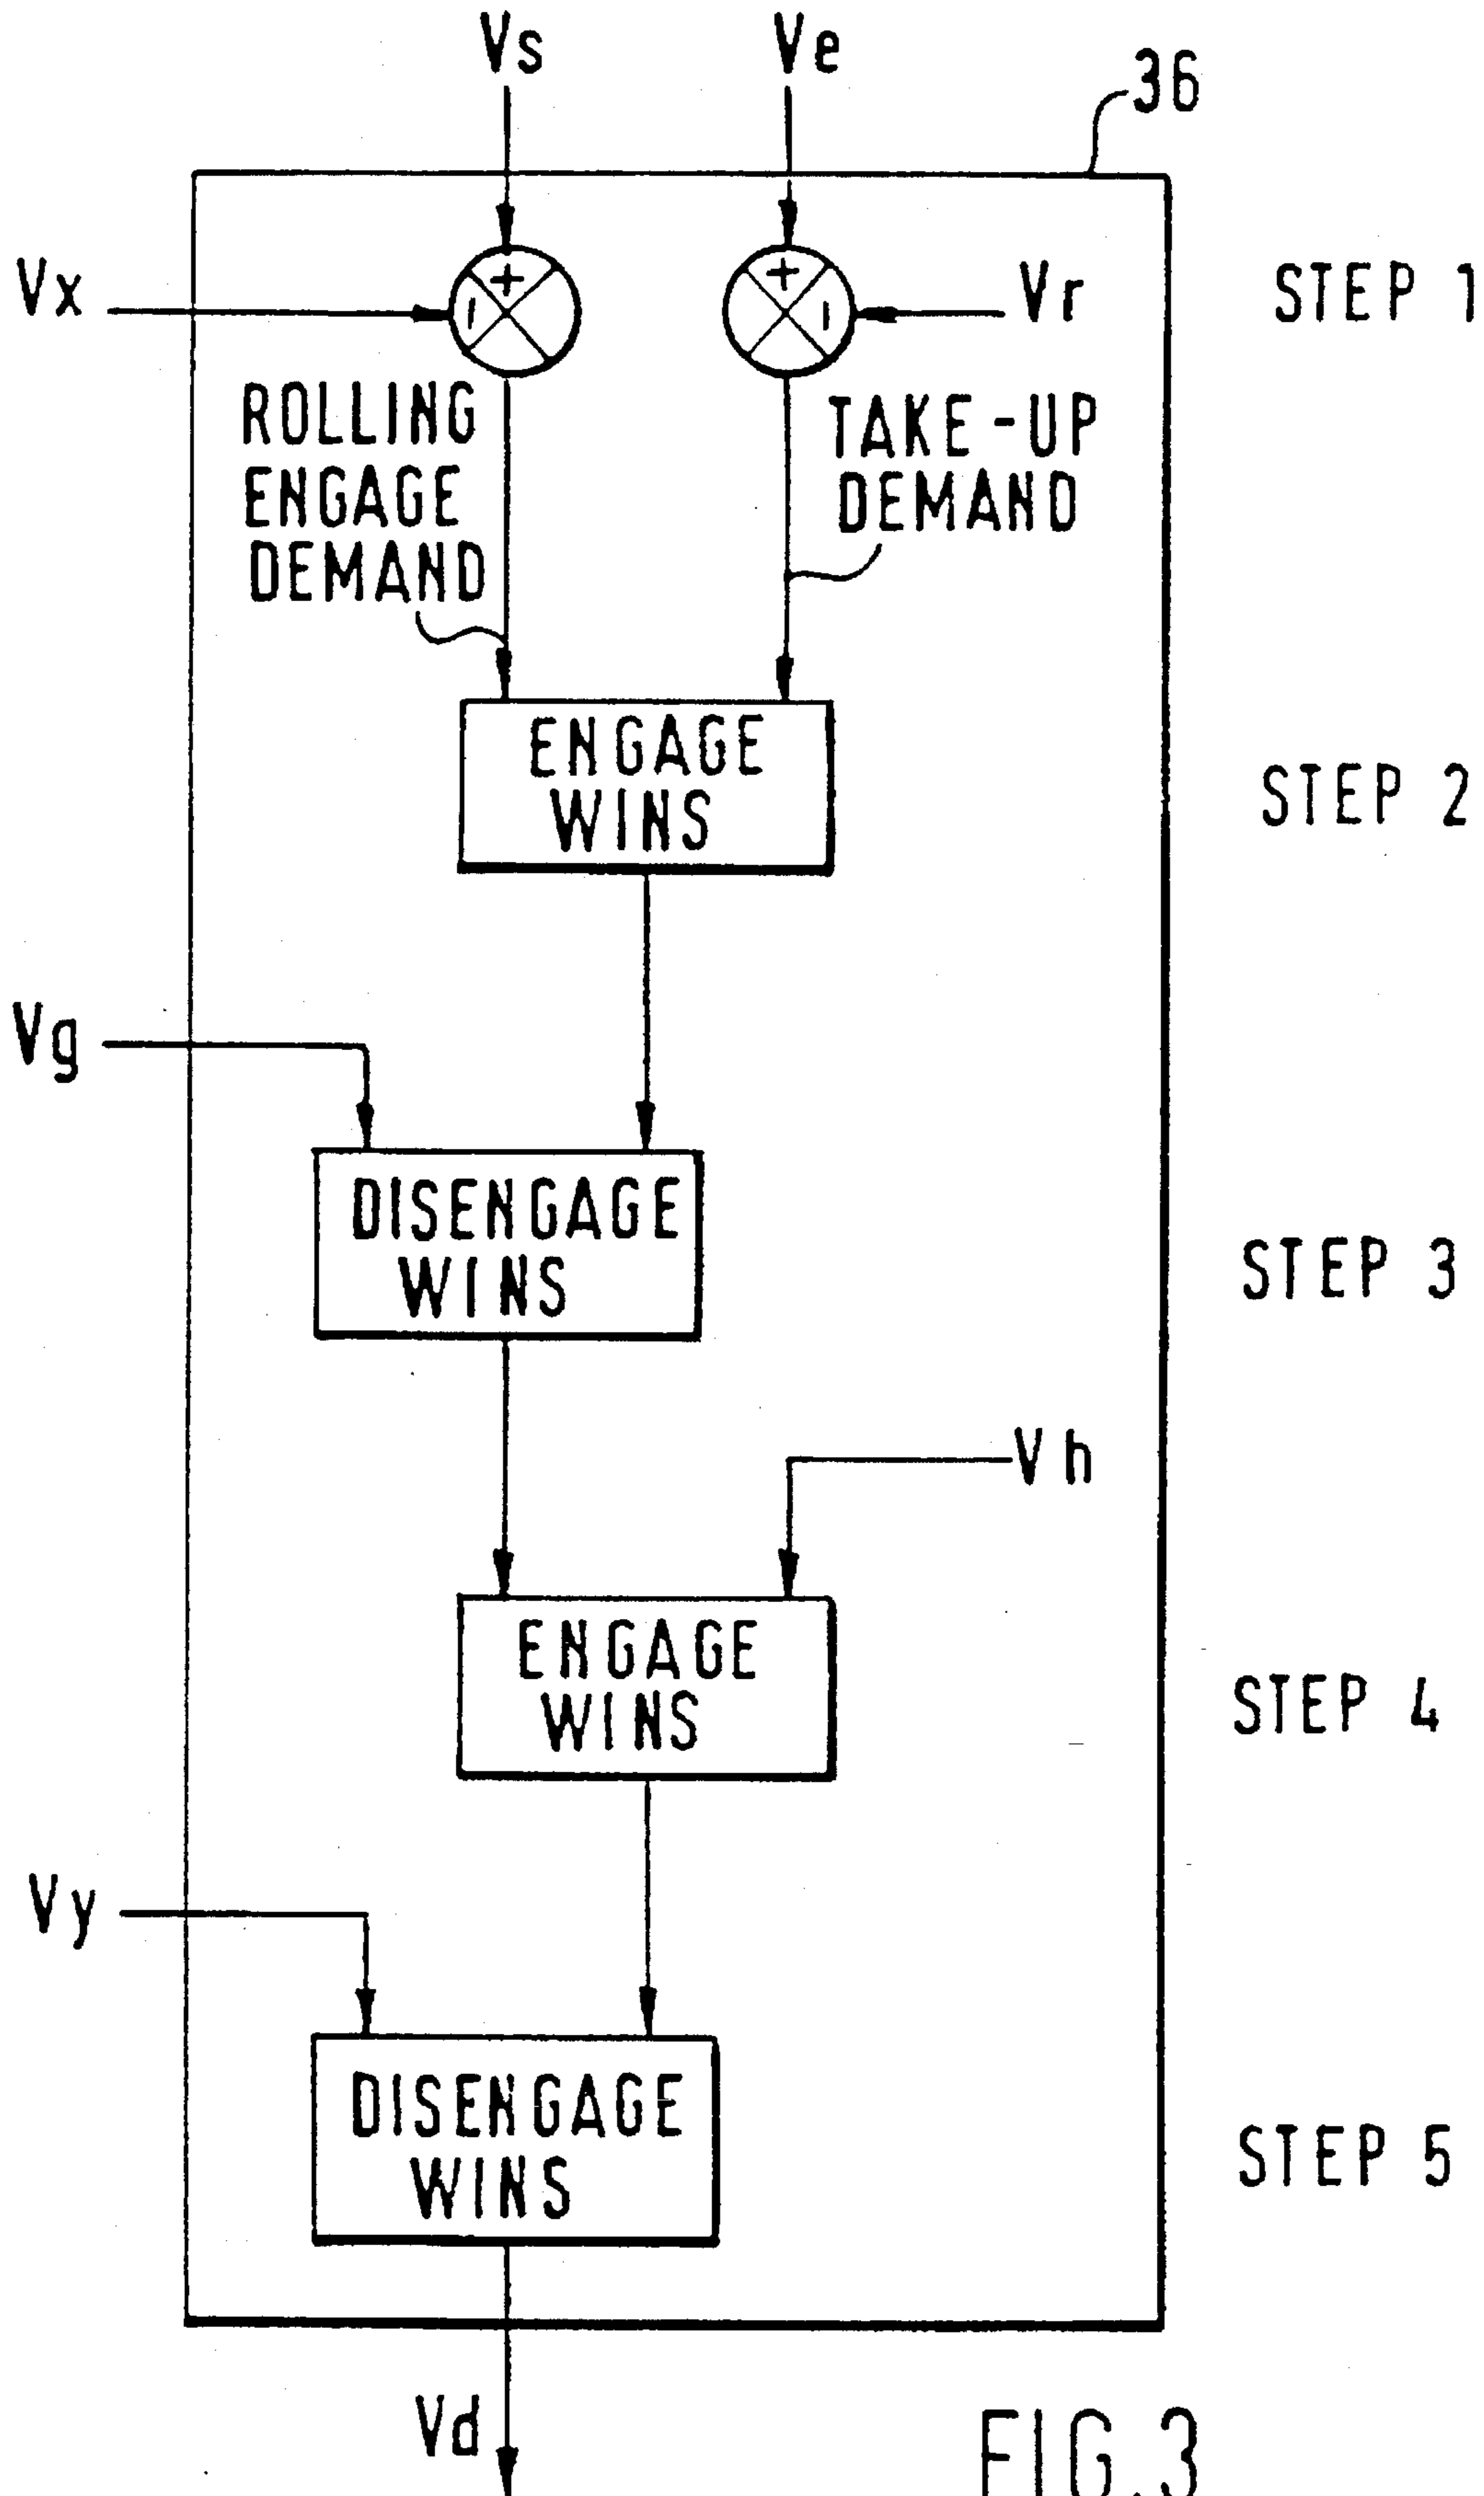 Vs
Ve
36
Vx
+
-
+
-
Vr
STEP 1
ROLLING
ENGAGE
DEMAND
TAKE-UP
DEMAND
ENGAGE
WINS
STEP 2
Vg
DISENGAGE
WINS
STEP 3
Vh
ENGAGE
WINS
STEP 4
Vy
DISENGAGE
WINS
STEP 5
Vd
FIG.3